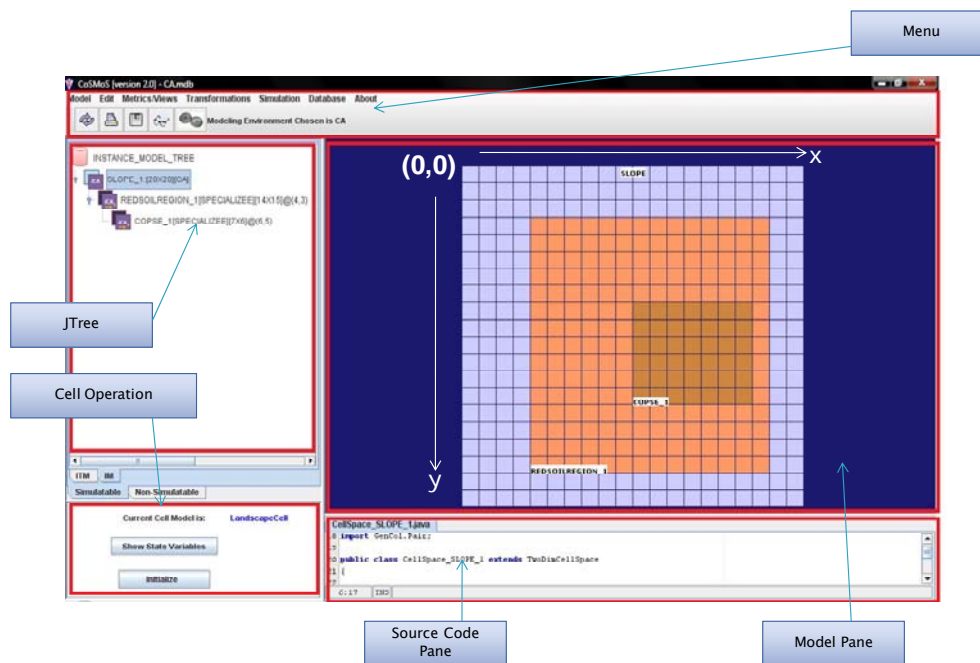 Menu
CoSMoS [version 2.0] - CA.mdb
Model Edit Metrics/Views Transformations Simulation Database About
Modeling Environment Chosen is CA
INSTANCE_MODEL_TREE
SLOPE_1:[20X20][CA]
REDSOILREGION_1[SPECIALIZEE][14X15]@(4,3)
COPSE_1[SPECIALIZEE][7X6]@(6,5)
(0,0)
x
SLOPE
COPSE_1
REDSOILREGION_1
y
JTree
Cell Operation
ITM IM
Simulatable Non-Simulatable
Current Cell Model is: LandscapeCell
Show State Variables
Initialize
CellSpace_SLOPE_1.java
import GenCol.Pair;
public class CellSpace_SLOPE_1 extends TwoDimCellSpace
{
6:17 INS
Source Code
Pane
Model Pane